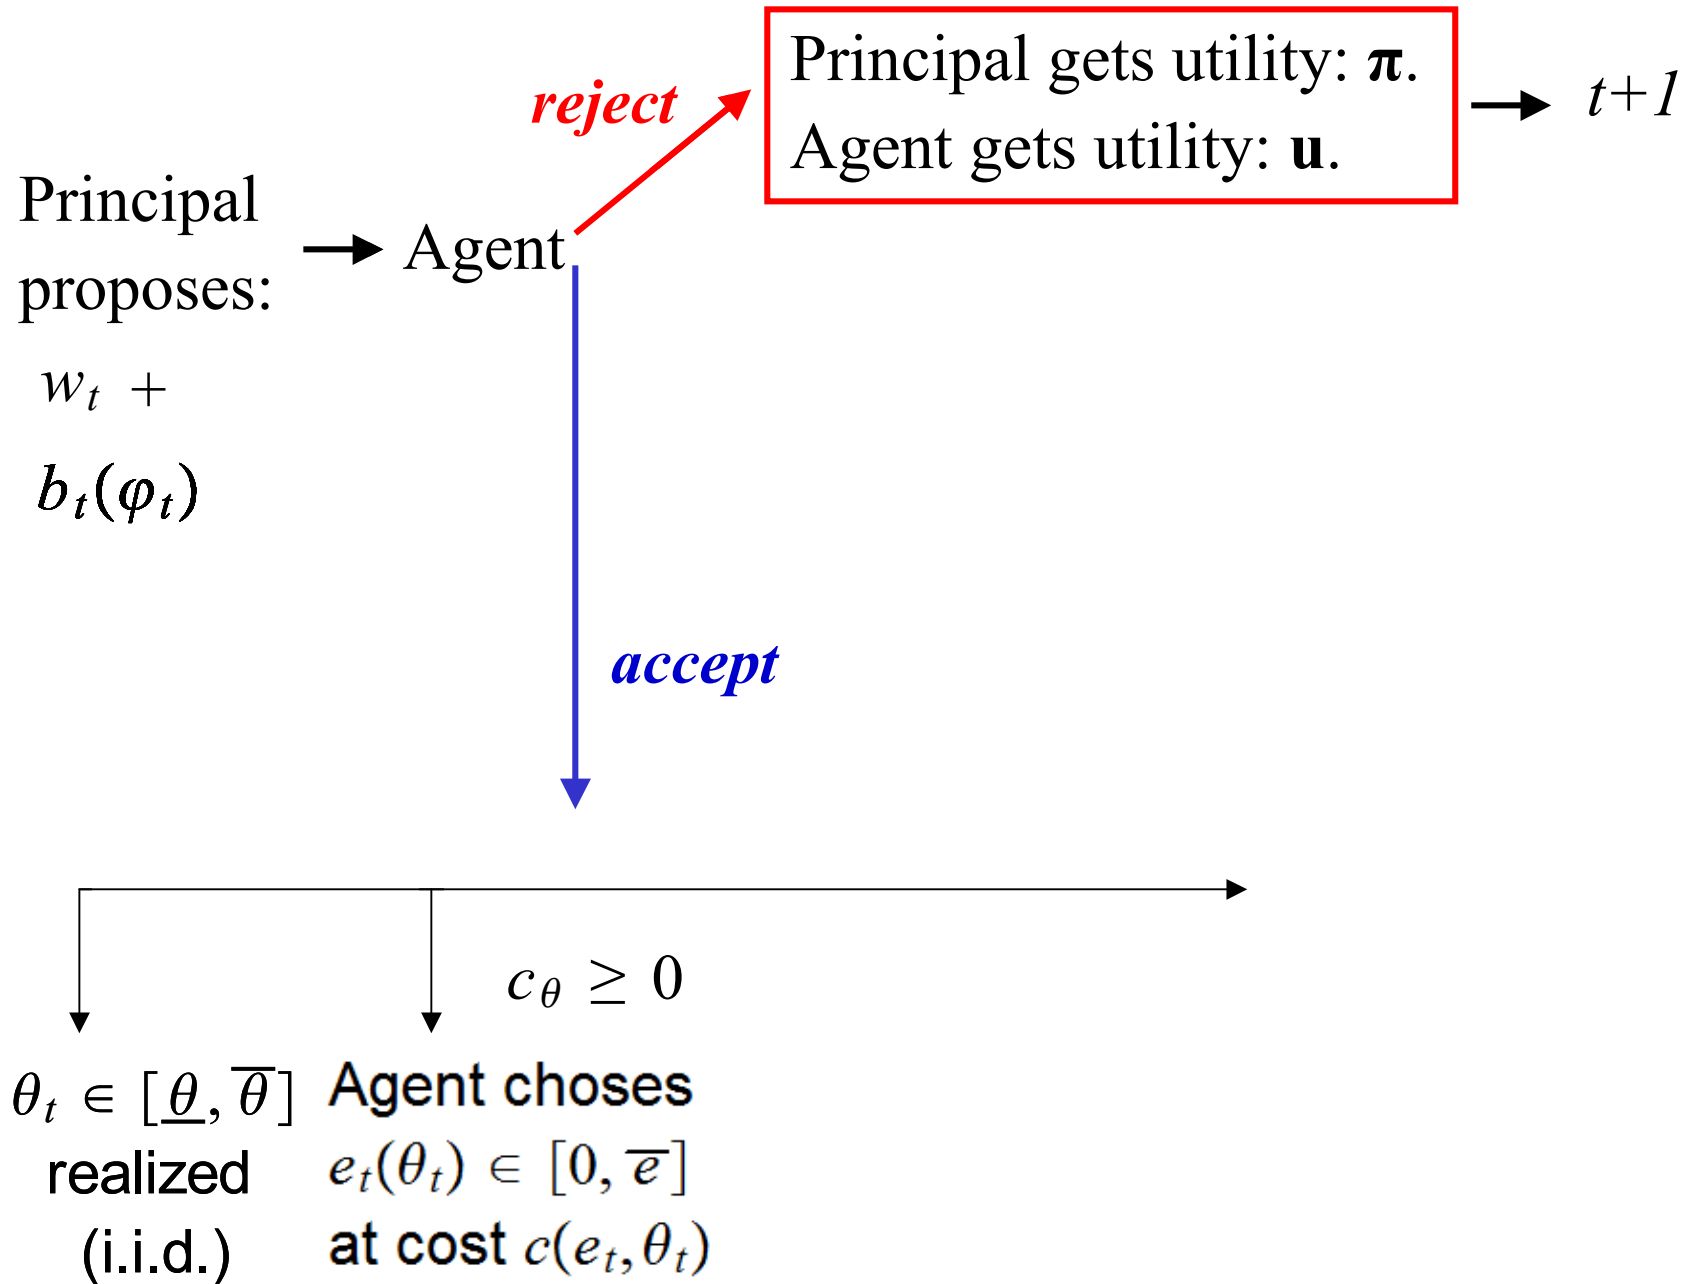 Principal gets utility: π.
Agent gets utility: u.
t+1
reject
Principal
proposes:
w_t +
b_t(φ_t)
Agent
accept
c_θ ≥ 0
θ_t ∈ [θ̲, θ̅]
realized
(i.i.d.)
Agent choses
e_t(θ_t) ∈ [0, e̅]
at cost c(e_t, θ_t)